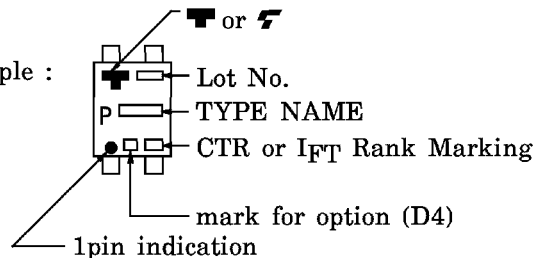 or
ple :
Lot No.
P
TYPE NAME
CTR or IFT Rank Marking
mark for option (D4)
1pin indication